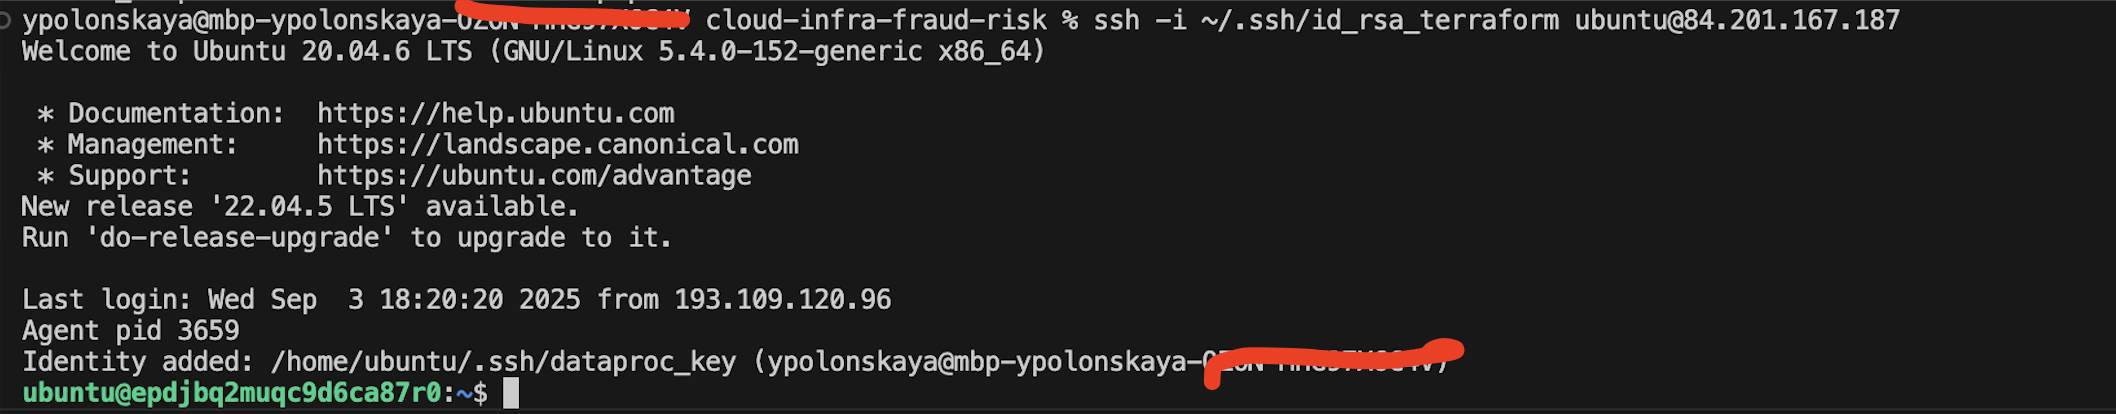 ypolonskaya@mbp-ypolonskaya- cloud-infra-fraud-risk % ssh -i ~/.ssh/id_rsa_terraform ubuntu@84.201.167.187
Welcome to Ubuntu 20.04.6 LTS (GNU/Linux 5.4.0-152-generic x86_64)
* Documentation: https://help.ubuntu.com
* Management: https://landscape.canonical.com
* Support: https://ubuntu.com/advantage
New release '22.04.5 LTS' available.
Run 'do-release-upgrade' to upgrade to it.
Last login: Wed Sep 3 18:20:20 2025 from 193.109.120.96
Agent pid 3659
Identity added: /home/ubuntu/.ssh/dataproc_key (ypolonskaya@mbp-ypolonskaya- )
ubuntu@epdjbq2muqc9d6ca87r0:~$